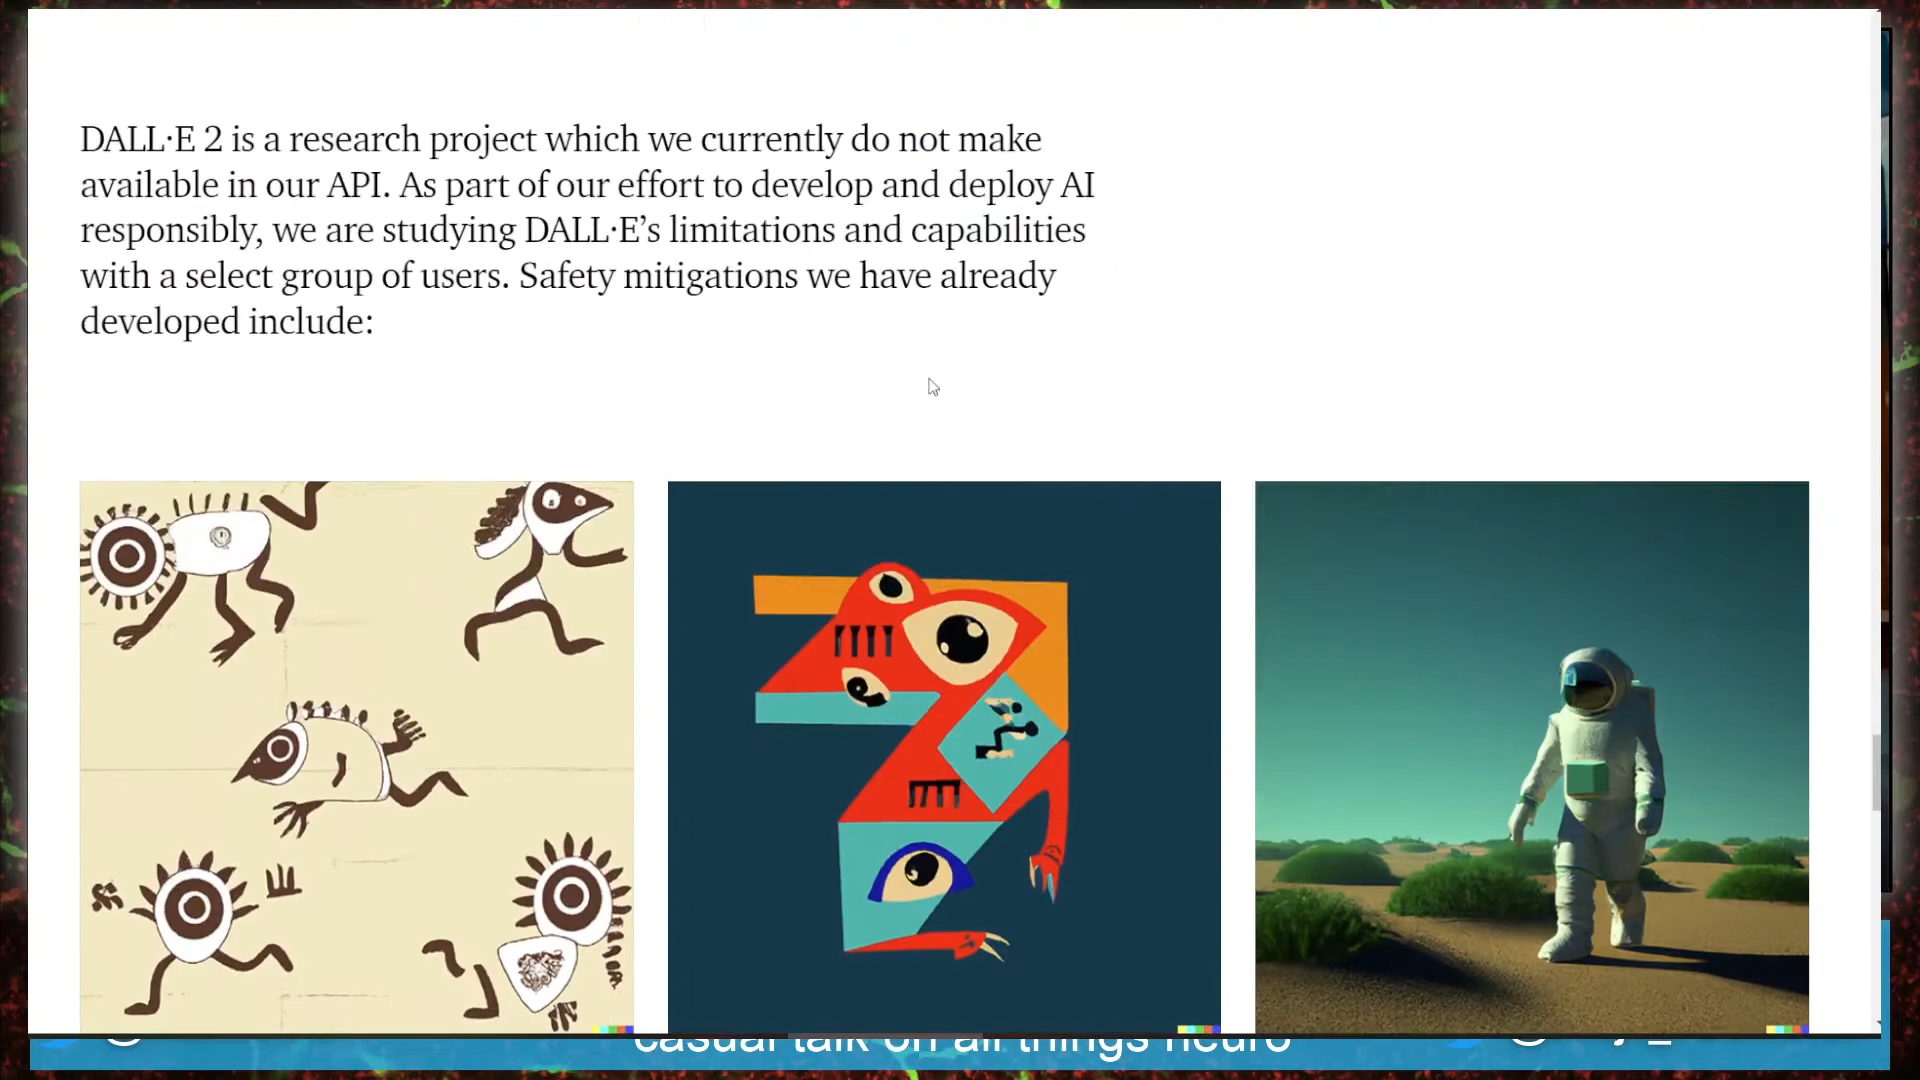 DALL·E 2 is a research project which we currently do not make
available in our API. As part of our effort to develop and deploy AI
responsibly, we are studying DALL·E’s limitations and capabilities
with a select group of users. Safety mitigations we have already
developed include:
casual talk on all things neuro